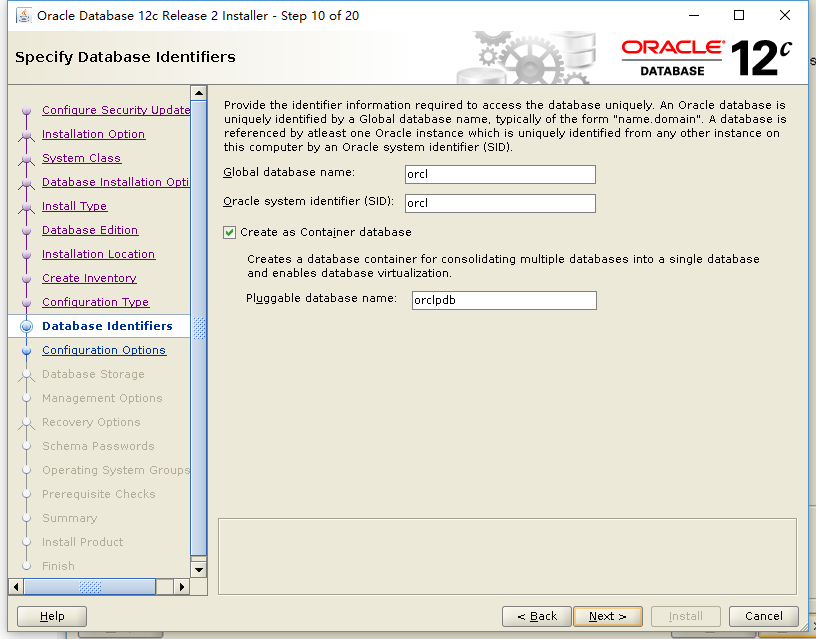 Oracle Database 12c Release 2 Installer - Step 10 of 20
Specify Database Identifiers
ORACLE
DATABASE
12c
Configure Security Update
Installation Option
System Class
Database Installation Opti
Install Type
Database Edition
Installation Location
Create Inventory
Configuration Type
Database Identifiers
Configuration Options
Database Storage
Management Options
Recovery Options
Schema Passwords
Operating System Groups
Prerequisite Checks
Summary
Install Product
Finish
Provide the identifier information required to access the database uniquely. An Oracle database is
uniquely identified by a Global database name, typically of the form "name.domain". A database is
referenced by atleast one Oracle instance which is uniquely identified from any other instance on
this computer by an Oracle system identifier (SID).
Global database name: orcl
Oracle system identifier (SID): orcl
Create as Container database
Creates a database container for consolidating multiple databases into a single database
and enables database virtualization.
Pluggable database name: orclpdb
Help
< Back
Next >
Install
Cancel